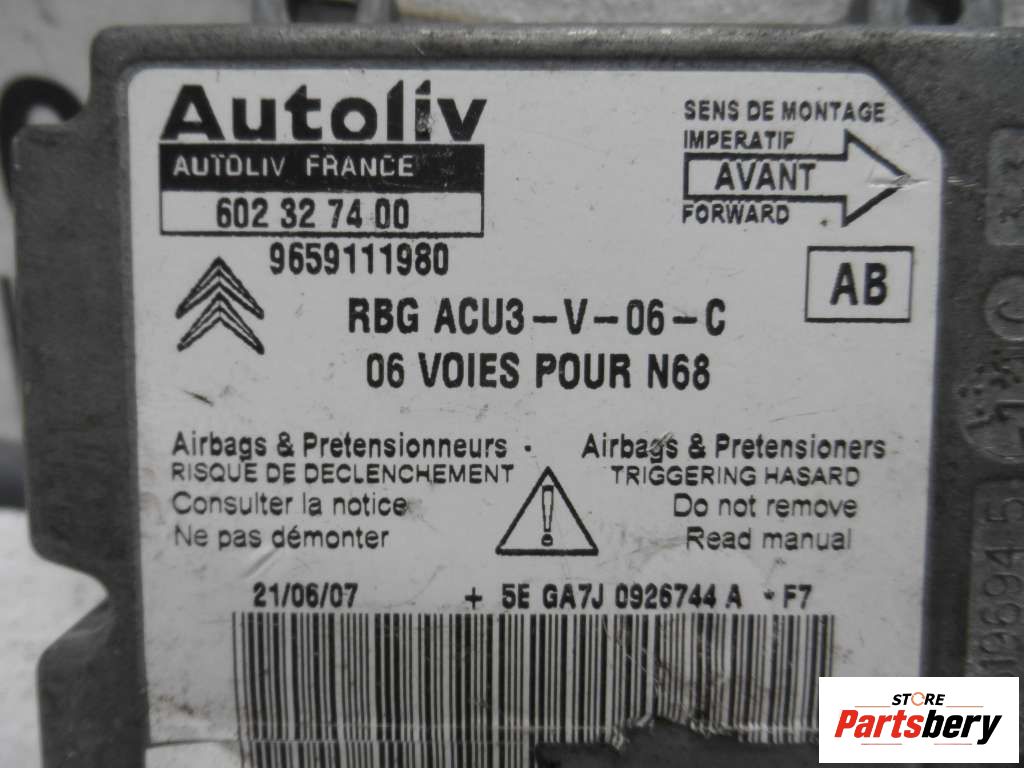 Autoliv
AUTOLIV FRANCE
602 32 74 00
9659111980
SENS DE MONTAGE
IMPERATIF
AVANT
FORWARD
AB
RBG ACU3-V-06-C
06 VOIES POUR N68
Airbags & Pretensionneurs
RISQUE DE DECLENCHEMENT
Consulter la notice
Ne pas démonter
Airbags & Pretensioners
TRIGGERING HASARD
Do not remove
Read manual
21/06/07 + 5E GA7J 0926744 A * F7
STORE
Partsbery